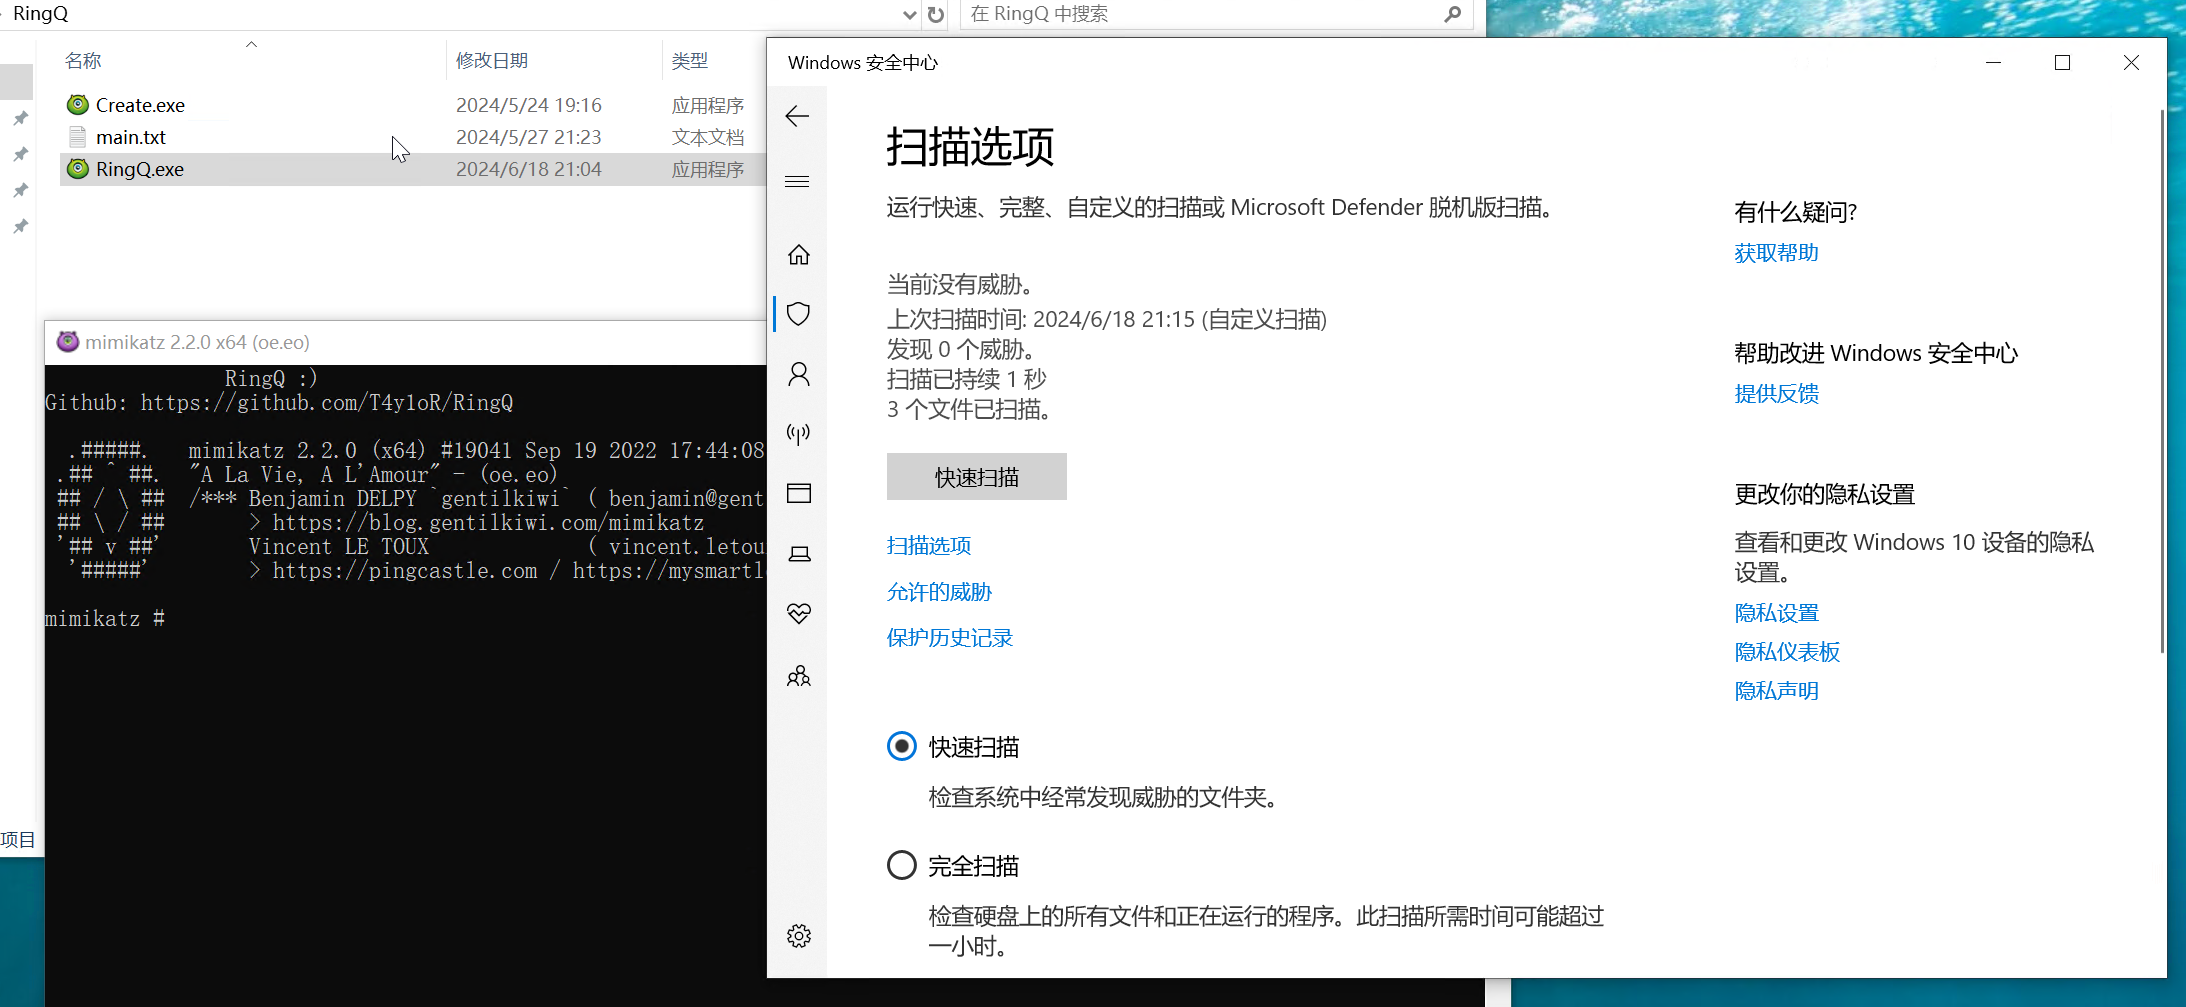 RingQ
在 RingQ 中搜索
名称 修改日期 类型
Create.exe 2024/5/24 19:16 应用程序
main.txt 2024/5/27 21:23 文本文档
RingQ.exe 2024/6/18 21:04 应用程序
项目
mimikatz 2.2.0 x64 (oe.eo)
RingQ :)
Github: https://github.com/T4y1oR/RingQ
.#####. mimikatz 2.2.0 (x64) #19041 Sep 19 2022 17:44:08
.## ^ ##. "A La Vie, A L'Amour" - (oe.eo)
## / \ ## /*** Benjamin DELPY `gentilkiwi` ( benjamin@gent
## \ / ## > https://blog.gentilkiwi.com/mimikatz
'## v ##' Vincent LE TOUX ( vincent.letou
'#####' > https://pingcastle.com / https://mysmartl
mimikatz #
Windows 安全中心
扫描选项
运行快速、完整、自定义的扫描或 Microsoft Defender 脱机版扫描。
当前没有威胁。
上次扫描时间: 2024/6/18 21:15 (自定义扫描)
发现 0 个威胁。
扫描已持续 1 秒
3 个文件已扫描。
快速扫描
扫描选项
允许的威胁
保护历史记录
快速扫描
检查系统中经常发现威胁的文件夹。
完全扫描
检查硬盘上的所有文件和正在运行的程序。此扫描所需时间可能超过
一小时。
有什么疑问?
获取帮助
帮助改进 Windows 安全中心
提供反馈
更改你的隐私设置
查看和更改 Windows 10 设备的隐私
设置。
隐私设置
隐私仪表板
隐私声明